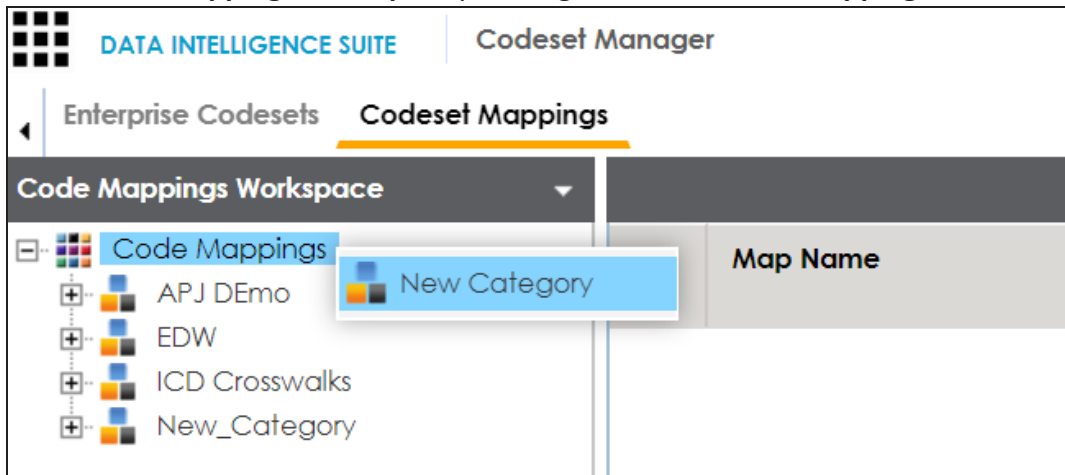 DATA INTELLIGENCE SUITE Codeset Manager
Enterprise Codesets Codeset Mappings
Code Mappings Workspace
Code Mappings
New Category
Map Name
APJ DEmo
EDW
ICD Crosswalks
New_Category